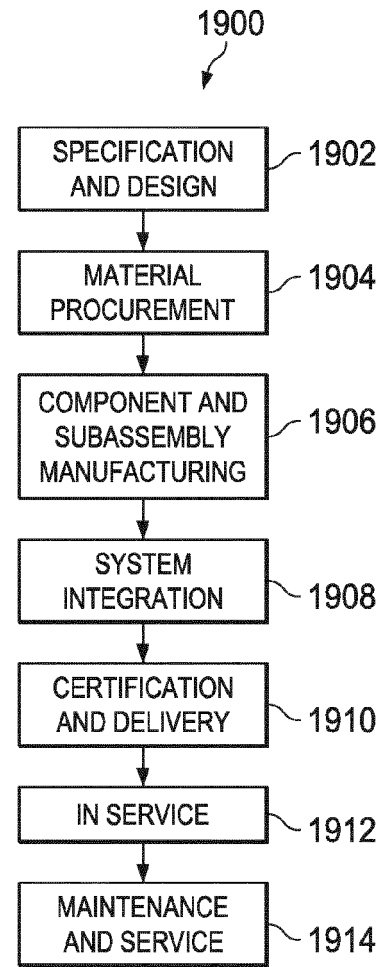 1900
SPECIFICATION
AND DESIGN
1902
MATERIAL
PROCUREMENT
1904
COMPONENT AND
SUBASSEMBLY
MANUFACTURING
1906
SYSTEM
INTEGRATION
1908
CERTIFICATION
AND DELIVERY
1910
IN SERVICE
1912
MAINTENANCE
AND SERVICE
1914